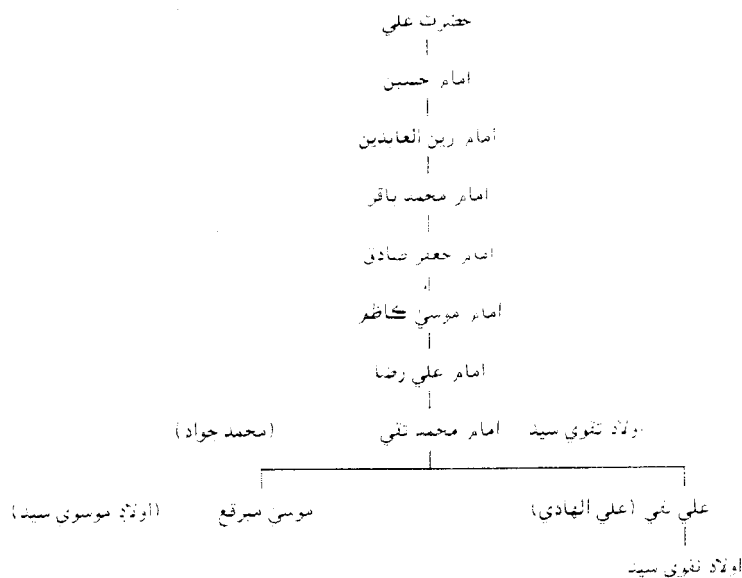 حضرت علي
امام حسين
امام زين العابدين
امام محمد باقر
امام جعفر صادق
امام موسيٰ ڪاظم
امام علي رضا
اولاد تقوي سيد امام محمد تقي (محمد جواد)
علي نقي (علي الهادي) موسيٰ مبرقع (اولاد موسوي سيد)
اولاد نقوي سيد